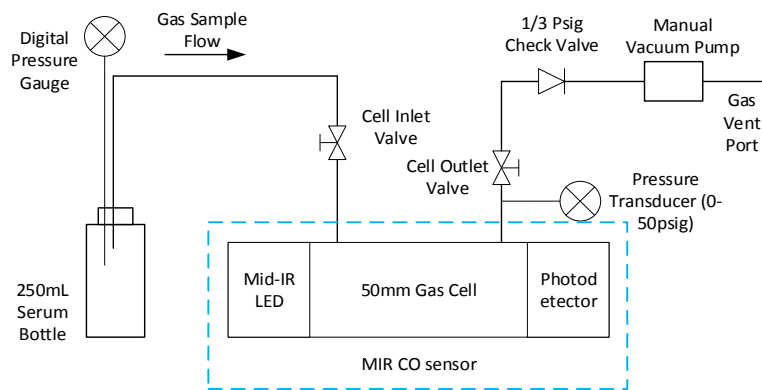 Digital
Pressure
Gauge
Gas Sample
Flow
1/3 Psig
Check Valve
Manual
Vacuum Pump
Gas
Vent
Port
Cell Inlet
Valve
Cell Outlet
Valve
Pressure
Transducer (0-
50psig)
250mL
Serum
Bottle
Mid-IR
LED
50mm Gas Cell
Photod
etector
MIR CO sensor